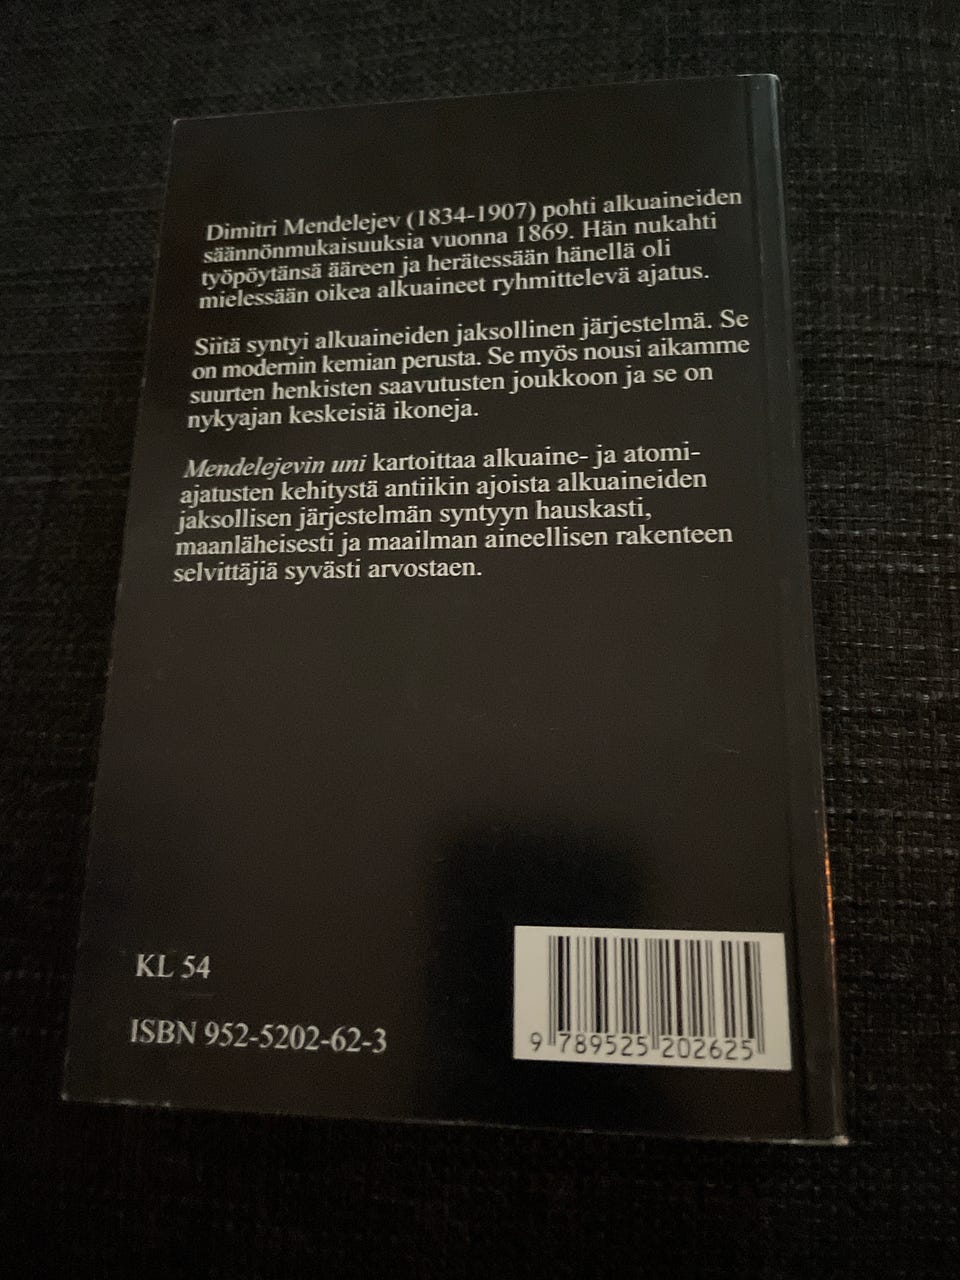 Dimitri Mendelejev (1834-1907) pohti alkuaineiden
säännönmukaisuuksia vuonna 1869. Hän nukahti
työpöytänsä ääreen ja herätessään hänellä oli
mielessään oikea alkuaineet ryhmittelevä ajatus.
Siitä syntyi alkuaineiden jaksollinen järjestelmä. Se
on modernin kemian perusta. Se myös nousi aikamme
suurten henkisten saavutusten joukkoon ja se on
nykyajan keskeisiä ikoneja.
Mendelejevin uni kartoittaa alkuaine- ja atomi-
ajatusten kehitystä antiikin ajoista alkuaineiden
jaksollisen järjestelmän syntyyn hauskasti,
maanläheisesti ja maailman aineellisen rakenteen
selvittäjiä syvästi arvostaen.
KL 54
ISBN 952-5202-62-3
9 789525 202625